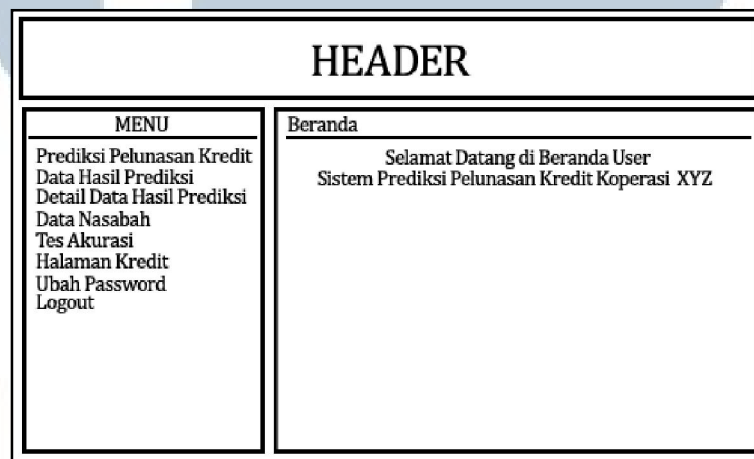 HEADER
MENU
Prediksi Pelunasan Kredit
Data Hasil Prediksi
Detail Data Hasil Prediksi
Data Nasabah
Tes Akurasi
Halaman Kredit
Ubah Password
Logout
Beranda
Selamat Datang di Beranda User
Sistem Prediksi Pelunasan Kredit Koperasi XYZ